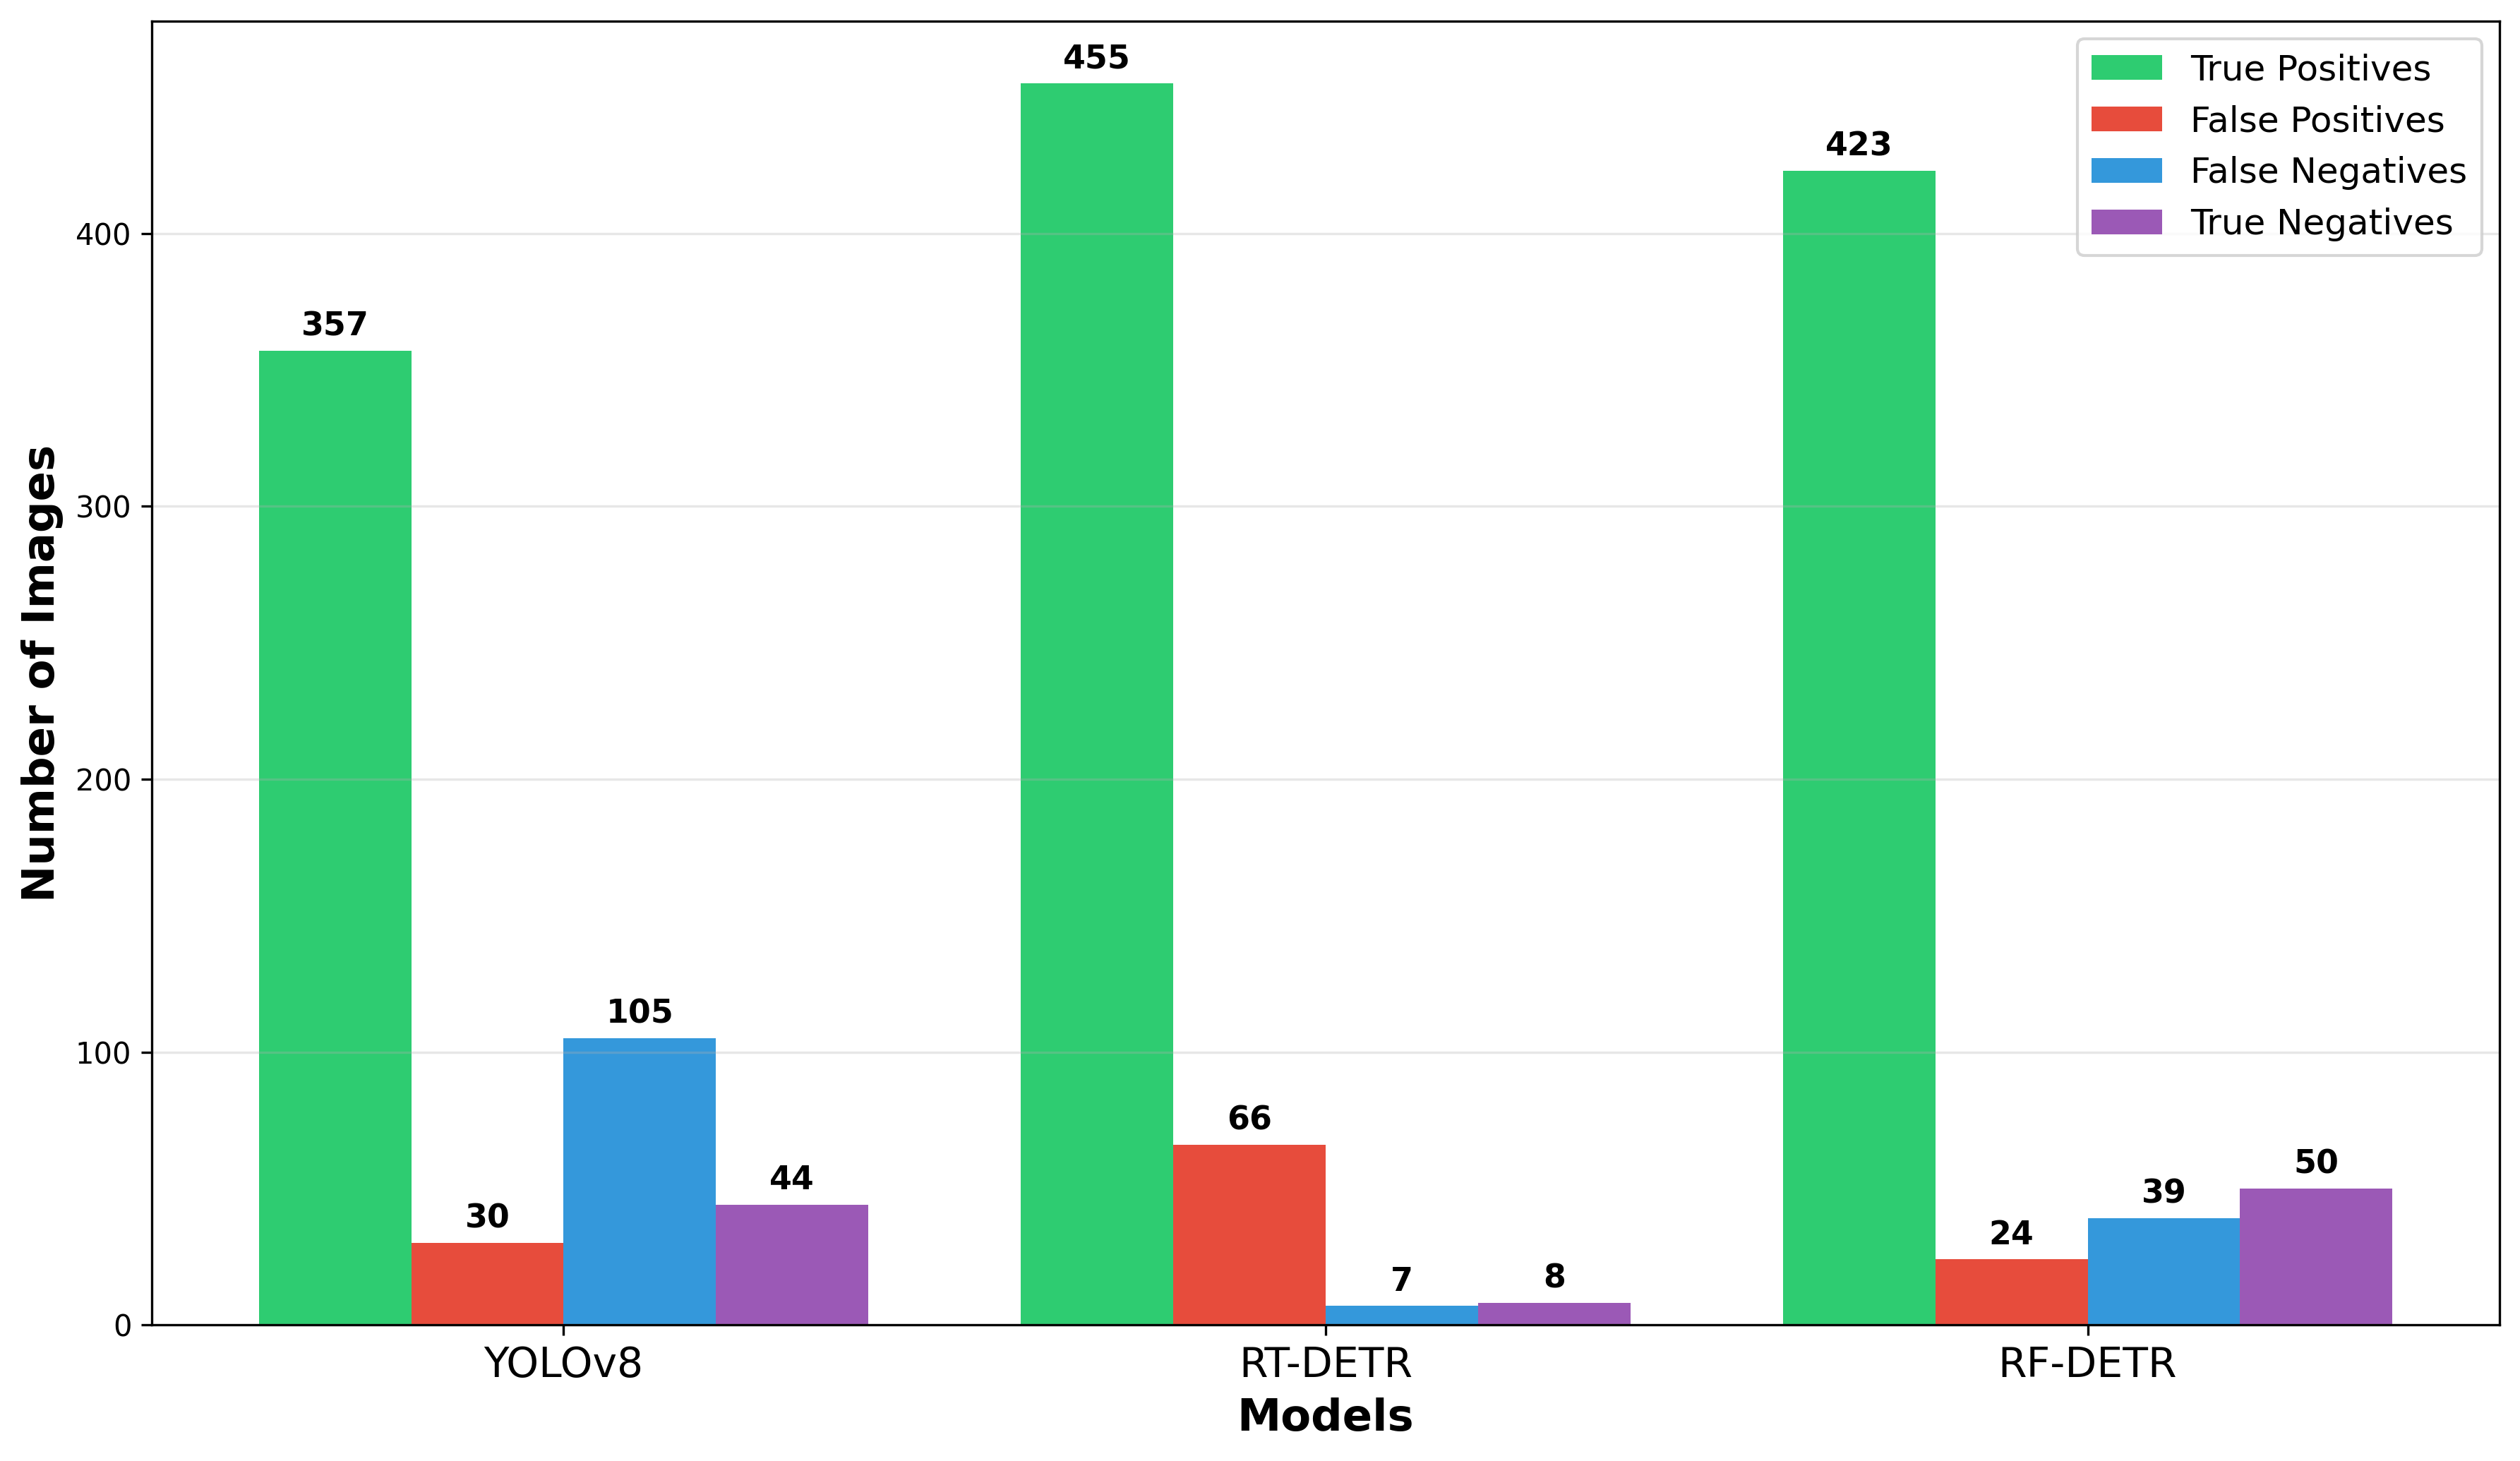 Number of Images
400
300
200
100
0
357
30
105
44
455
66
7
8
423
24
39
50
True Positives
False Positives
False Negatives
True Negatives
YOLOv8
RT-DETR
RF-DETR
Models